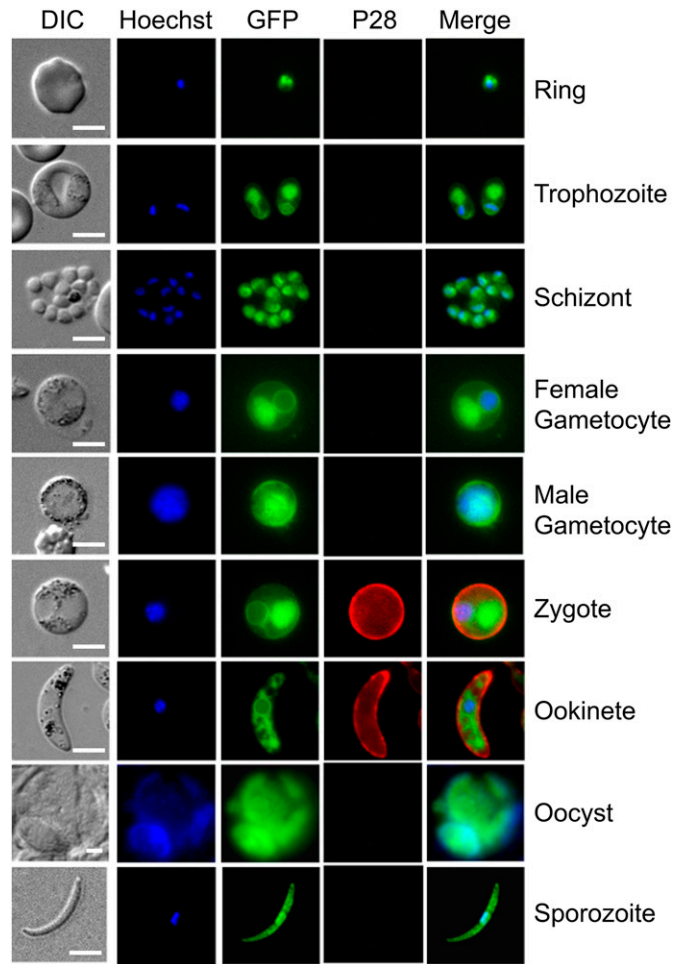 DIC Hoechst GFP P28 Merge
Ring
Trophozoite
Schizont
Female
Gametocyte
Male
Gametocyte
Zygote
Ookinete
Oocyst
Sporozoite